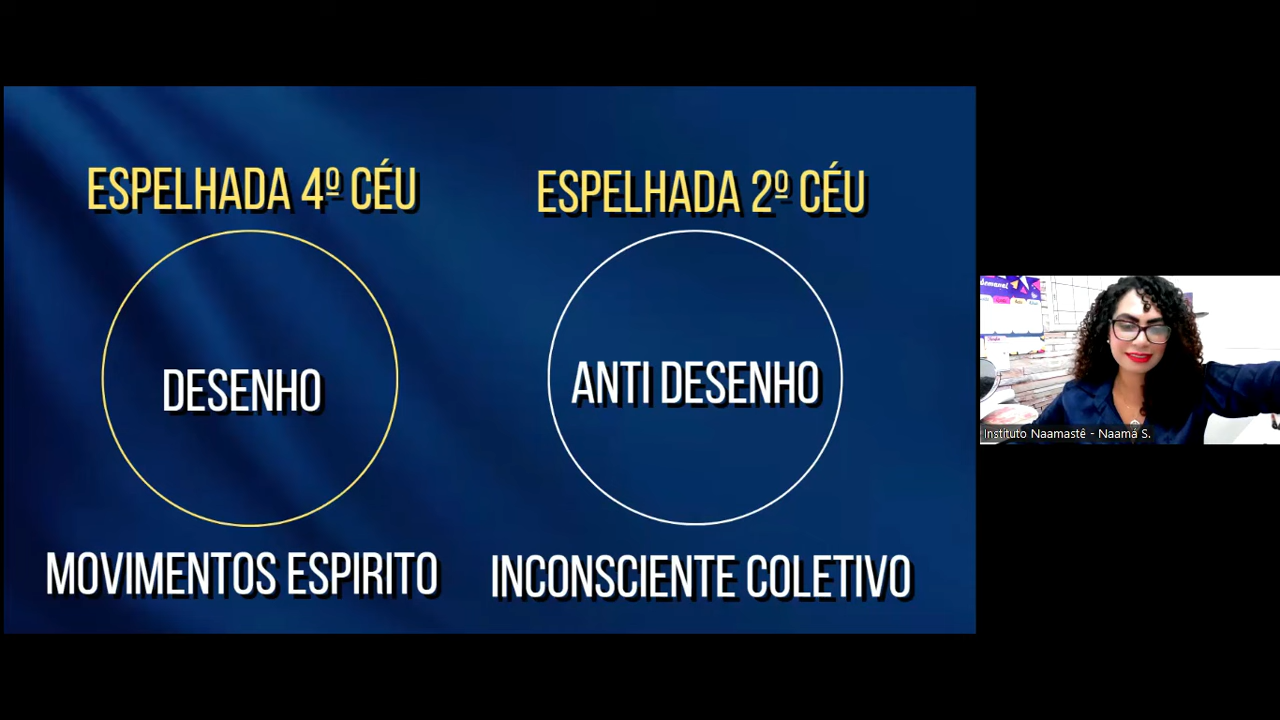 ESPELHADA 4º CÉU
ESPELHADA 2º CÉU
DESENHO
ANTI DESENHO
MOVIMENTOS ESPIRITO
INCONSCIENTE COLETIVO
Instituto Naamastê - Naamá S.